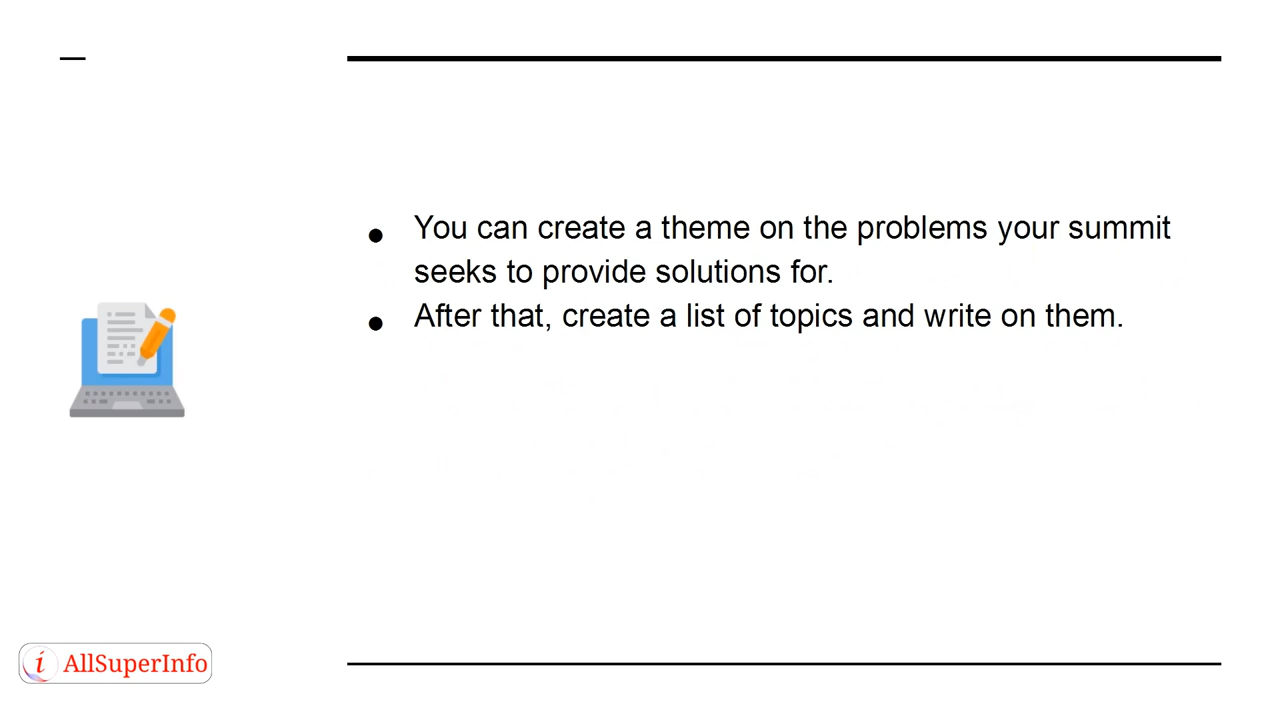 ● You can create a theme on the problems your summit
seeks to provide solutions for.
● After that, create a list of topics and write on them.
i AllSuperInfo